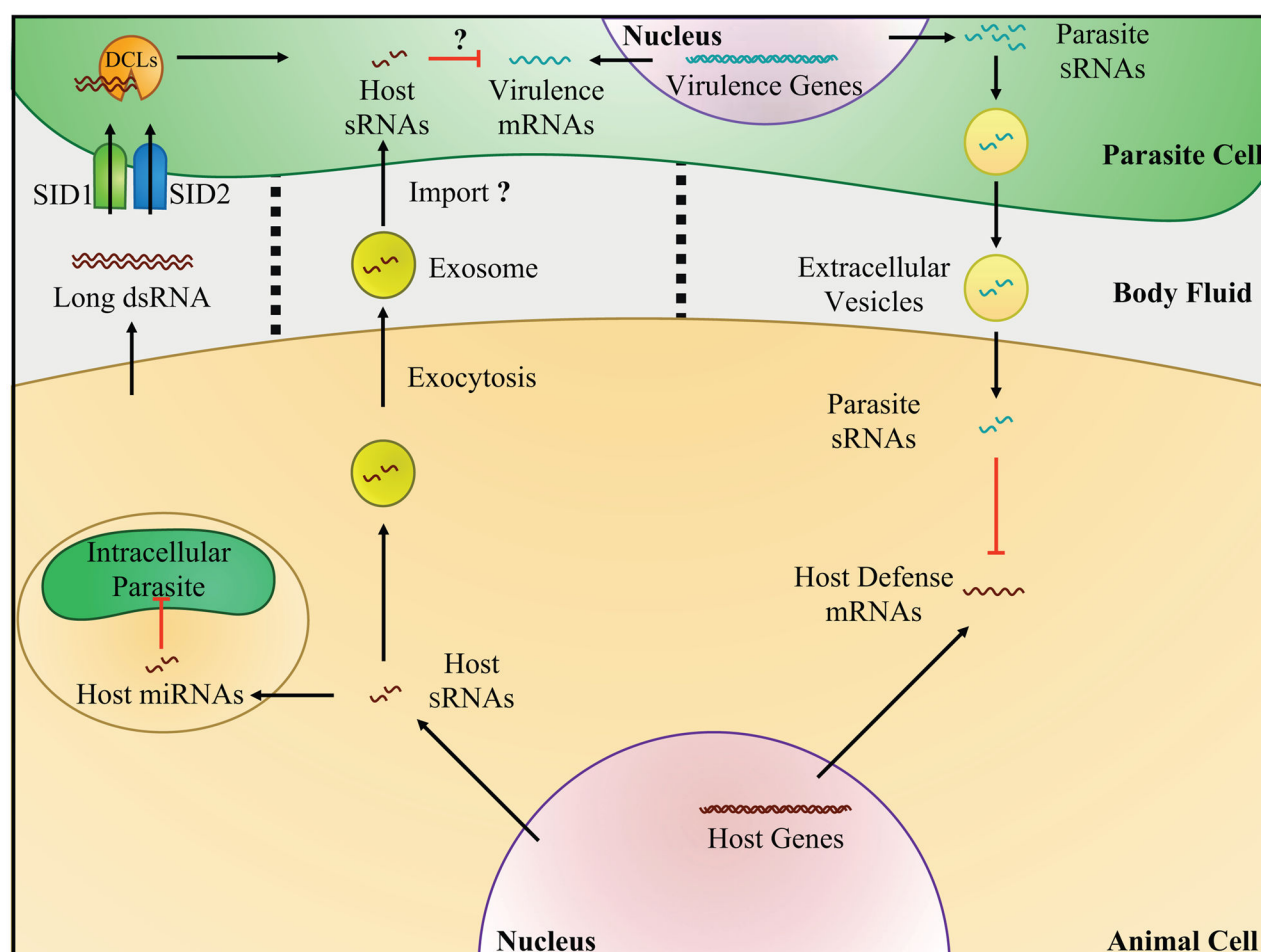 DCLs
?
Nucleus
Parasite
sRNAs
Host
sRNAs
Virulence
mRNAs
Virulence Genes
Parasite Cell
SID1
SID2
Import ?
Long dsRNA
Exosome
Extracellular
Vesicles
Body Fluid
Exocytosis
Parasite
sRNAs
Intracellular
Parasite
Host Defense
mRNAs
Host miRNAs
Host
sRNAs
Host Genes
Nucleus
Animal Cell